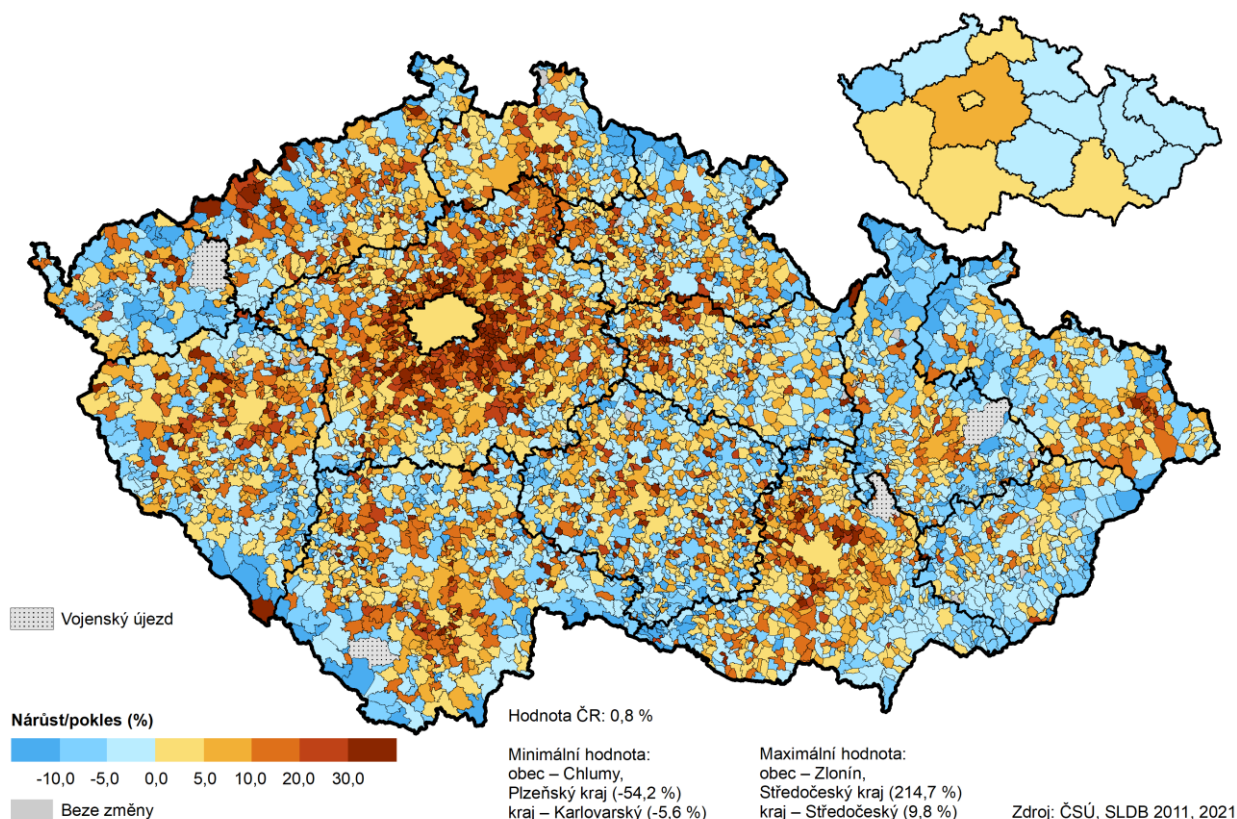 Vojenský újezd
Nárůst/pokles (%)
-10,0 -5,0 0,0 5,0 10,0 20,0 30,0
Beze změny
Hodnota ČR: 0,8 %
Minimální hodnota:
obec – Chlumy,
Plzeňský kraj (-54,2 %)
kraj – Karlovarský (-5,6 %)
Maximální hodnota:
obec – Zlonín,
Středočeský kraj (214,7 %)
kraj – Středočeský (9,8 %)
Zdroj: ČSÚ, SLDB 2011, 2021